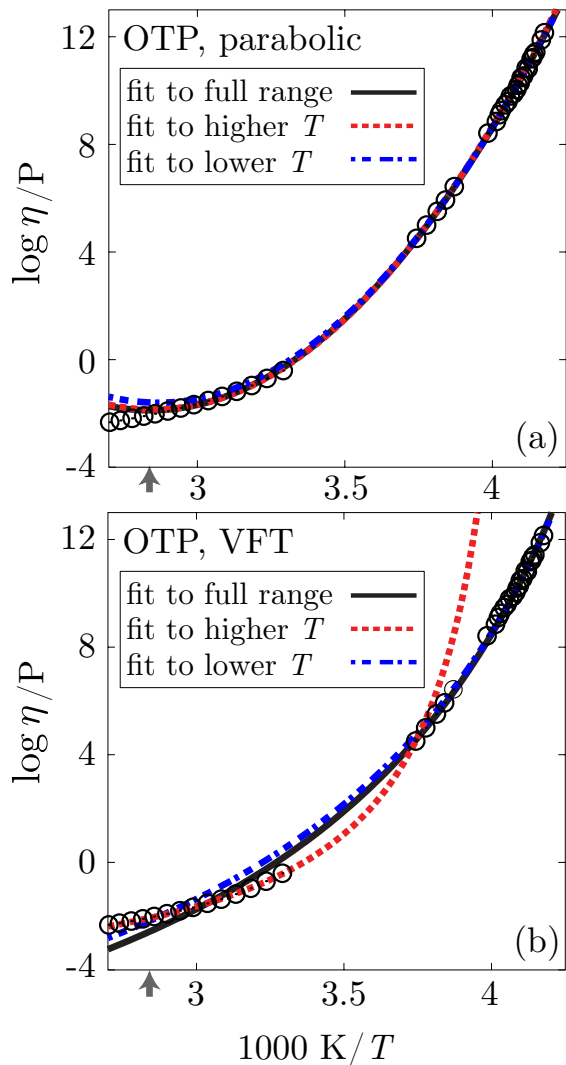 12
OTP, parabolic
fit to full range
fit to higher T
fit to lower T
8
log η/P
4
0
(a)
-4
3
3.5
4
12
OTP, VFT
fit to full range
fit to higher T
fit to lower T
8
log η/P
4
0
(b)
-4
3
3.5
4
1000 K/T